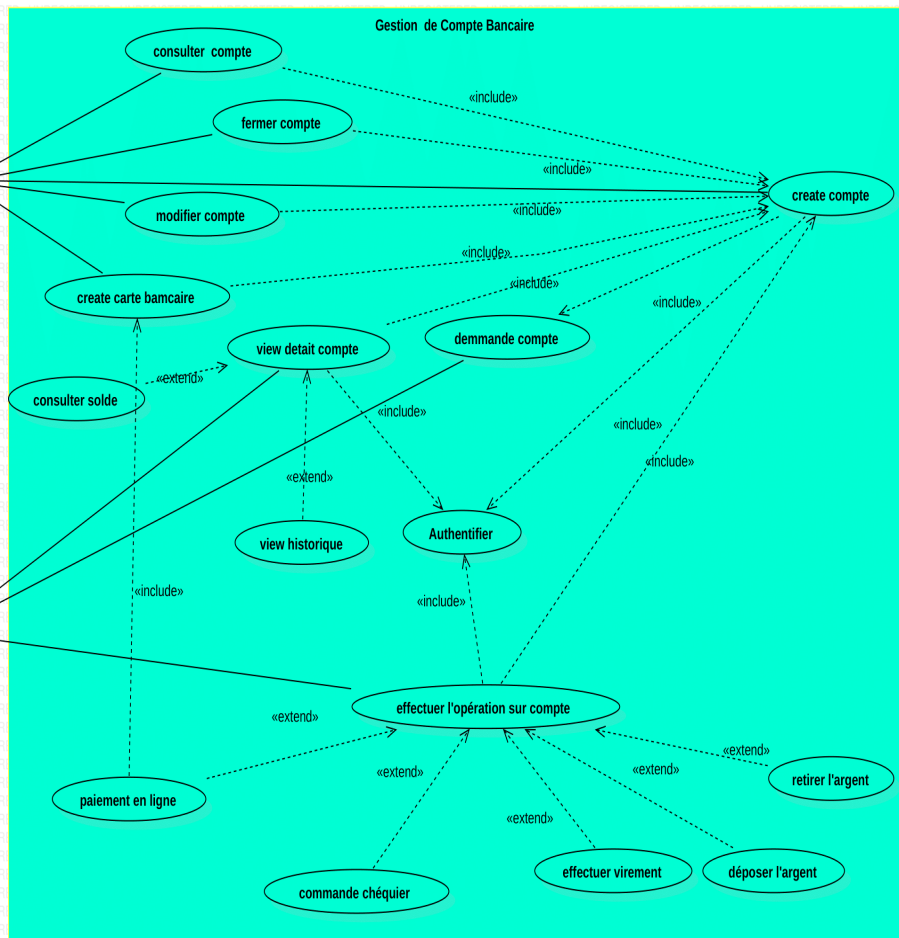 Gestion  de Compte Bancaire
consulter  compte
«include»
fermer compte
«include»
create compte
modifier compte
«include»
«include»
«include»
create carte bamcaire
«include»
demmande compte
view detait compte
«extend»
consulter solde
«include»
«include»
«include»
«extend»
Authentifier
view historique
«include»
«include»
effectuer l'opération sur compte
«extend»
«extend»
«extend»
«extend»
retirer l'argent
paiement en ligne
«extend»
effectuer virement
déposer l'argent
commande chéquier